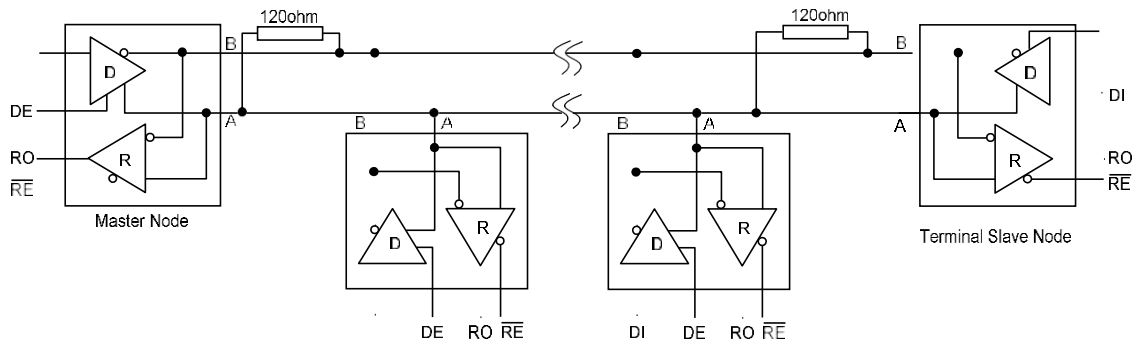 120ohm
120ohm
B
B
D
D
DE
DI
A
B
A
B
A
A
RO
R
R
RO
RE
RE
Master Node
Terminal Slave Node
D
R
D
R
DE
RO
RE
DI
DE
RO
RE